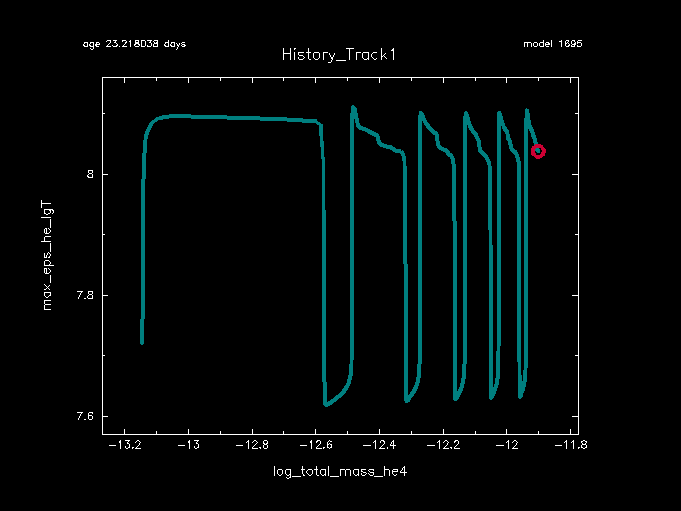 age 23.218038 days
model 1695
History_Track1
8
7.8
7.6
max_eps_he_lgT
-13.2
-13
-12.8
-12.6
-12.4
-12.2
-12
-11.8
log_total_mass_he4